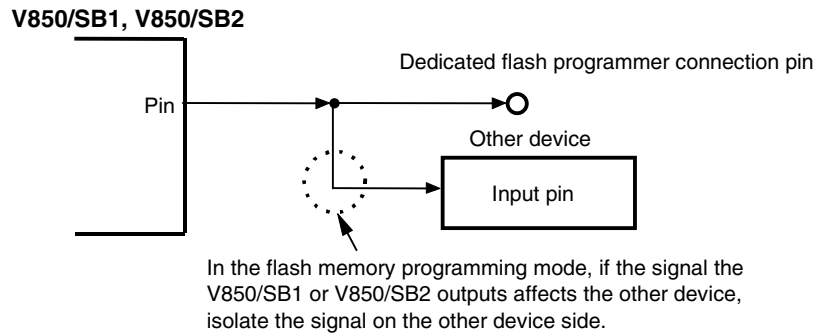 V850/SB1, V850/SB2
Dedicated flash programmer connection pin
Pin
Other device
Input pin
In the flash memory programming mode, if the signal the
V850/SB1 or V850/SB2 outputs affects the other device,
isolate the signal on the other device side.